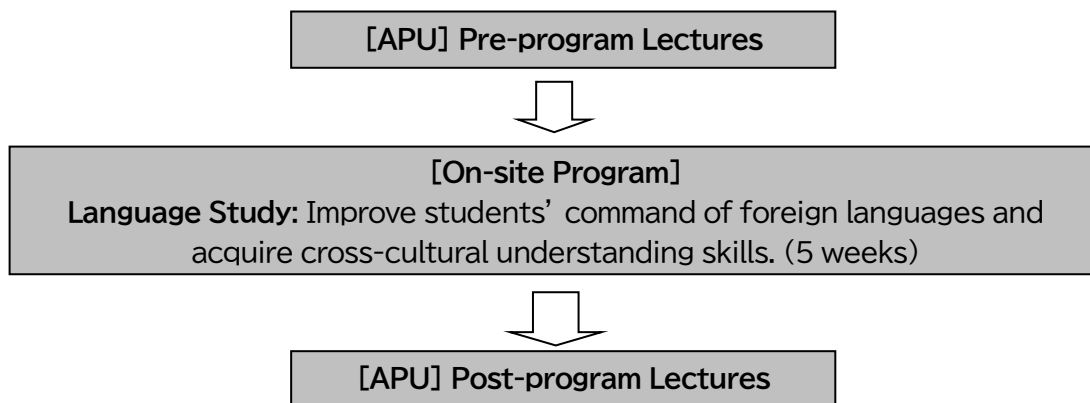 [APU] Pre-program Lectures
[On-site Program]
Language Study: Improve students’ command of foreign languages and
acquire cross-cultural understanding skills. (5 weeks)
[APU] Post-program Lectures